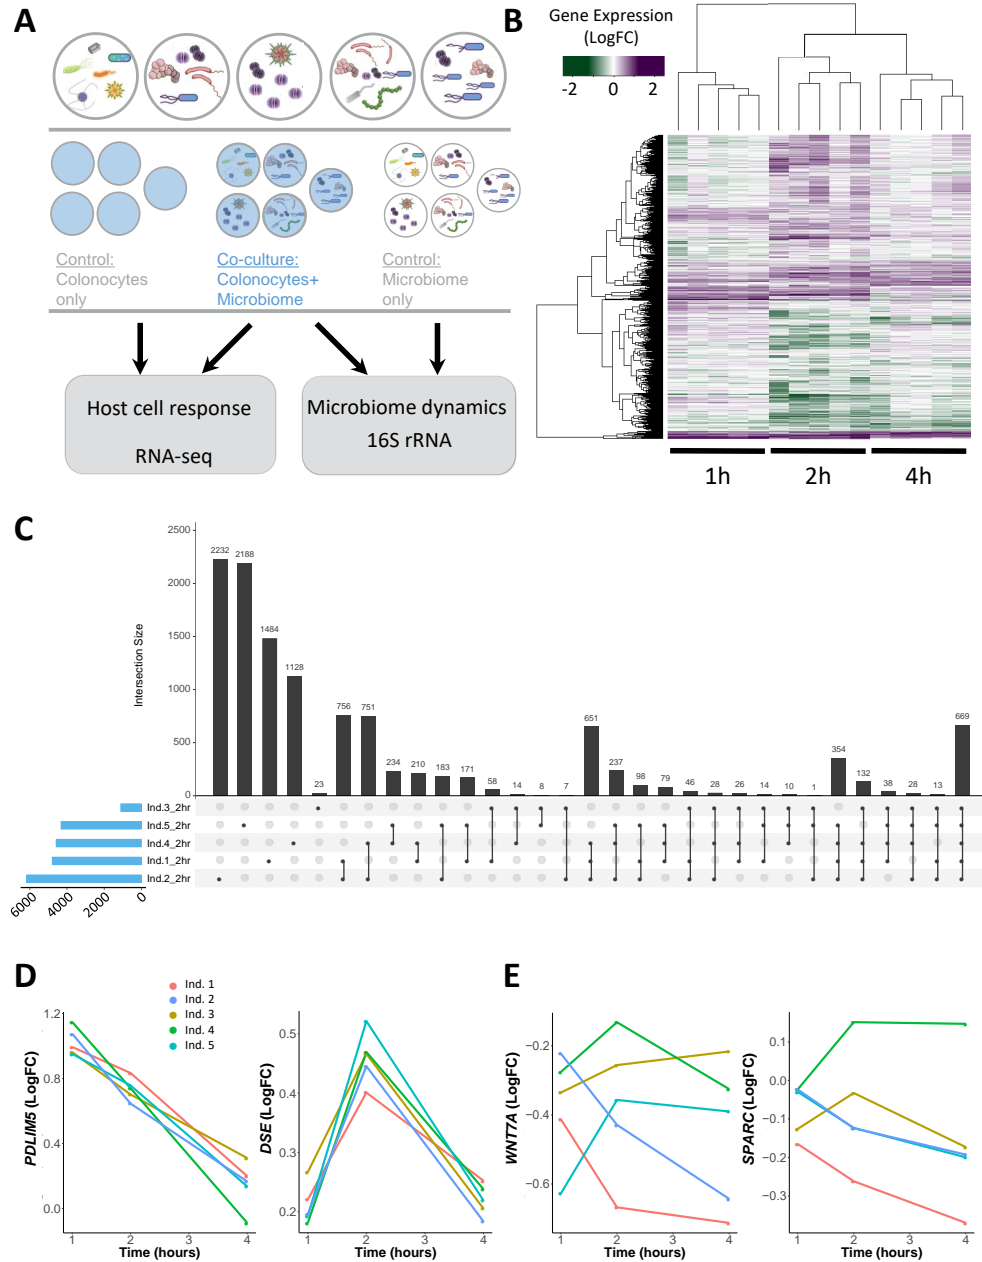 A
Control:
Colonocytes
only
Co-culture:
Colonocytes+
Microbiome
Control:
Microbiome
only
Host cell response
RNA-seq
Microbiome dynamics
16S rRNA
B
Gene Expression
(LogFC)
-2 0 2
1h 2h 4h
C
Intersection Size
2500
2000
1500
1000
500
0
2232 2188 1484 1128 23 756 751 234 210 183 171 58 14 8 7 651 237 98 79 46 28 26 14 10 1 354 132 38 28 13 669
Ind.3_2hr
Ind.5_2hr
Ind.4_2hr
Ind.1_2hr
Ind.2_2hr
6000 4000 2000 0
D
Ind. 1
Ind. 2
Ind. 3
Ind. 4
Ind. 5
PDLIM5 (LogFC)
1.2
0.8
0.4
0.0
1 2 3 4
Time (hours)
DSE (LogFC)
0.5
0.4
0.3
0.2
1 2 3 4
Time (hours)
E
WNT7A (LogFC)
−0.2
−0.4
−0.6
1 2 3 4
Time (hours)
SPARC (LogFC)
0.1
0.0
−0.1
−0.2
−0.3
1 2 3 4
Time (hours)